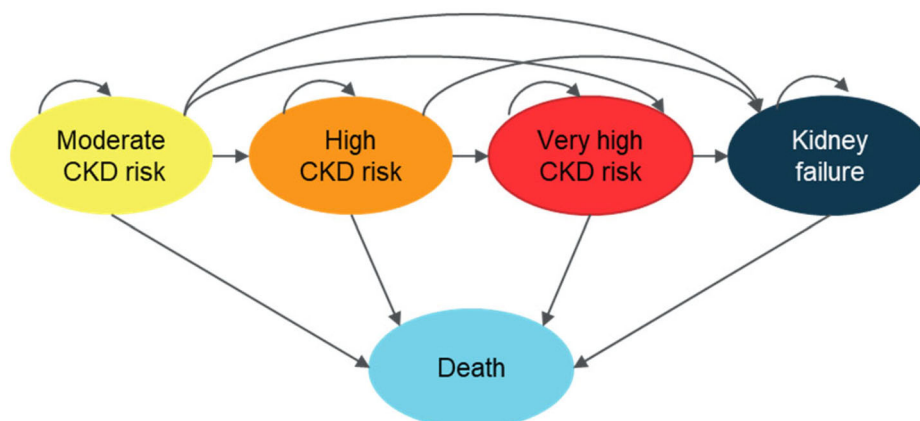 Moderate
CKD risk
High
CKD risk
Very high
CKD risk
Kidney
failure
Death